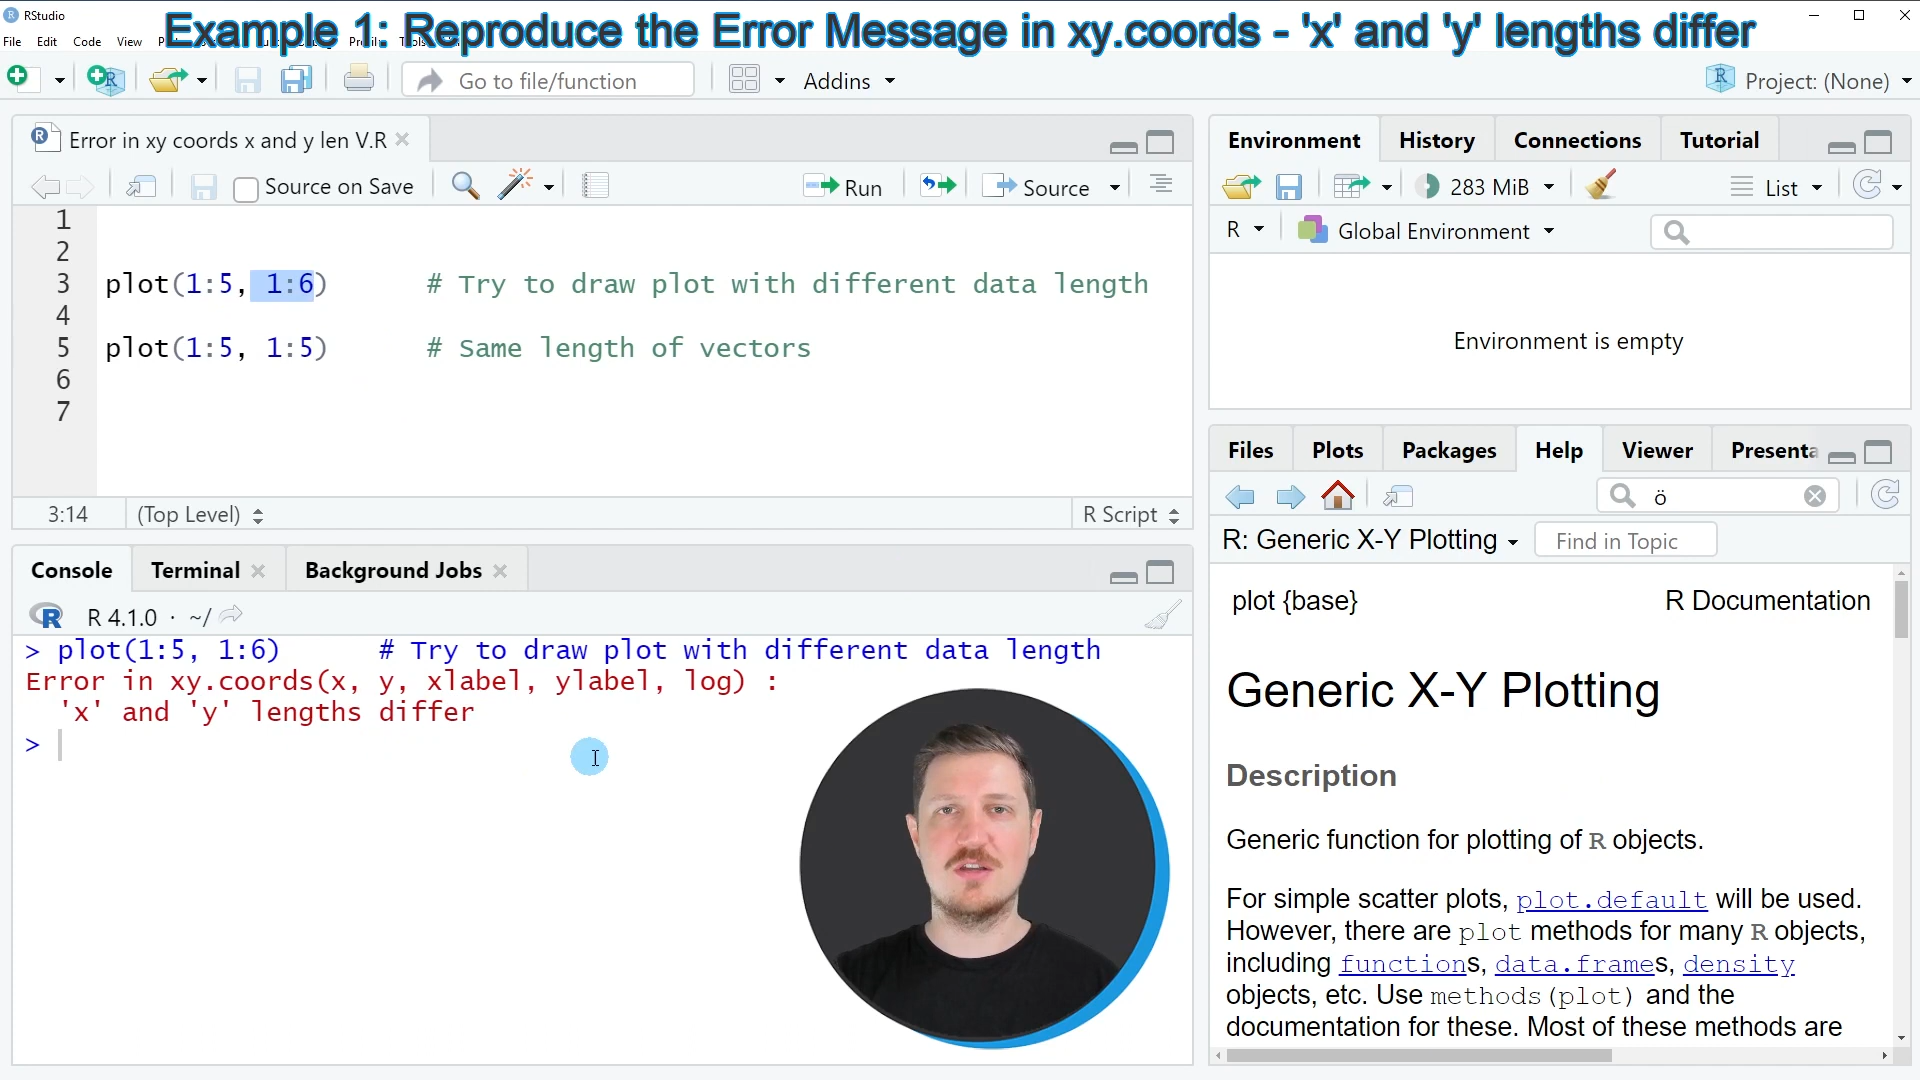 RStudio
Example 1: Reproduce the Error Message in xy.coords - 'x' and 'y' lengths differ
File Edit Code View
Go to file/function
Addins
Project: (None)
Error in xy coords x and y len V.R
Source on Save
Run
Source
1
2
3 plot(1:5, 1:6) # Try to draw plot with different data length
4
5 plot(1:5, 1:5) # Same length of vectors
6
7
3:14 (Top Level) R Script
Console Terminal Background Jobs
R 4.1.0 · ~/
> plot(1:5, 1:6) # Try to draw plot with different data length
Error in xy.coords(x, y, xlabel, ylabel, log) :
'x' and 'y' lengths differ
>
Environment History Connections Tutorial
283 MiB List
R Global Environment
Environment is empty
Files Plots Packages Help Viewer Presenta
ö
R: Generic X-Y Plotting Find in Topic
plot {base} R Documentation
Generic X-Y Plotting
Description
Generic function for plotting of R objects.
For simple scatter plots, plot.default will be used.
However, there are plot methods for many R objects,
including functions, data.frames, density
objects, etc. Use methods(plot) and the
documentation for these. Most of these methods are